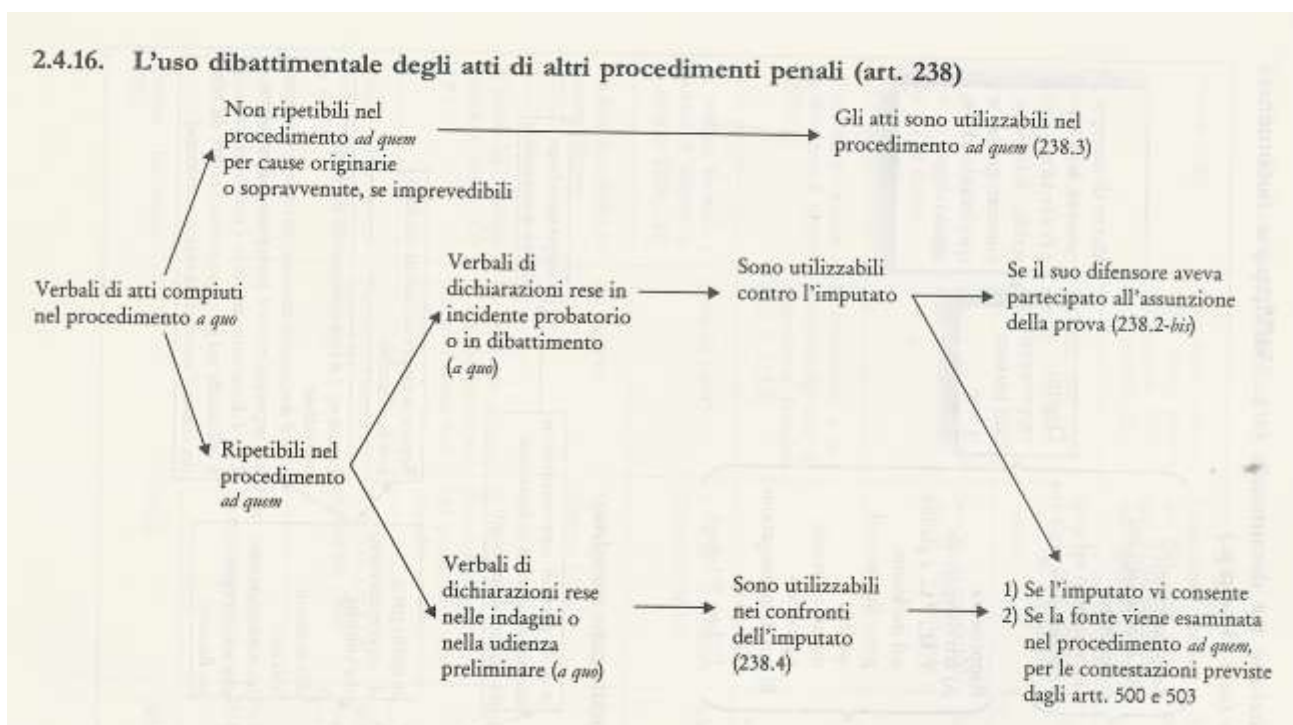 2.4.16. L'uso dibattimentale degli atti di altri procedimenti penali (art. 238)
Non ripetibili nel
procedimento ad quem
per cause originarie
o sopravvenute, se imprevedibili
Gli atti sono utilizzabili nel
procedimento ad quem (238.3)
Verbali di atti compiuti
nel procedimento a quo
Verbali di
dichiarazioni rese in
incidente probatorio
o in dibattimento
(a quo)
Sono utilizzabili
contro l'imputato
Se il suo difensore aveva
partecipato all'assunzione
della prova (238.2-bis)
Ripetibili nel
procedimento
ad quem
Verbali di
dichiarazioni rese
nelle indagini o
nella udienza
preliminare (a quo)
Sono utilizzabili
nei confronti
dell'imputato
(238.4)
1) Se l'imputato vi consente
2) Se la fonte viene esaminata
nel procedimento ad quem,
per le contestazioni previste
dagli artt. 500 e 503